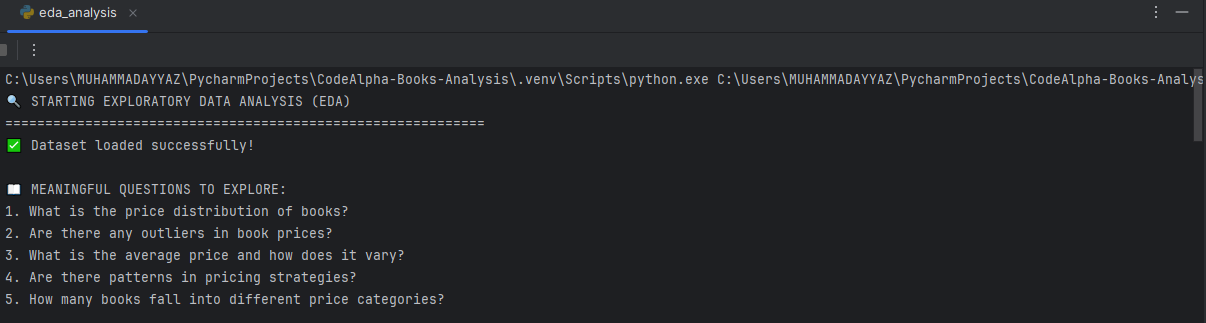 eda_analysis
C:\Users\MUHAMMADAYYAZ\PycharmProjects\CodeAlpha-Books-Analysis\.venv\Scripts\python.exe C:\Users\MUHAMMADAYYAZ\PycharmProjects\CodeAlpha-Books-Analys
🔍 STARTING EXPLORATORY DATA ANALYSIS (EDA)
============================================================
✅ Dataset loaded successfully!
📖 MEANINGFUL QUESTIONS TO EXPLORE:
1. What is the price distribution of books?
2. Are there any outliers in book prices?
3. What is the average price and how does it vary?
4. Are there patterns in pricing strategies?
5. How many books fall into different price categories?